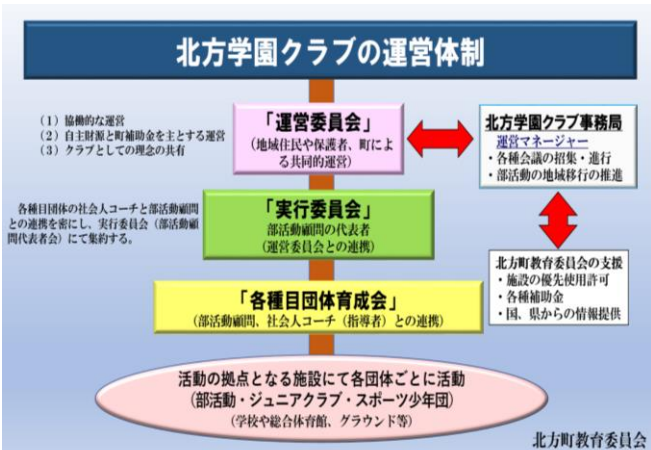 北方学園クラブの運営体制
(1) 協働的な運営
(2) 自主財源と町補助金を主とする運営
(3) クラブとしての理念の共有
「運営委員会」
(地域住民や保護者、町によ
る共同的運営)
北方学園クラブ事務局
運営マネージャー
・各種会議の招集・進行
・部活動の地域移行の推進
各種目団体の社会人コーチと部活動顧問
との連携を密にし、実行委員会（部活動顧
問代表者会）にて集約する。
「実行委員会」
部活動顧問の代表者
(運営委員会との連携)
北方町教育委員会の支援
・施設の優先使用許可
・各種補助金
・国、県からの情報提供
「各種目団体育成会」
(部活動顧問、社会人コーチ（指導者）との連携)
活動の拠点となる施設にて各団体ごとに活動
(部活動・ジュニアクラブ・スポーツ少年団)
(学校や総合体育館、グラウンド等)
北方町教育委員会